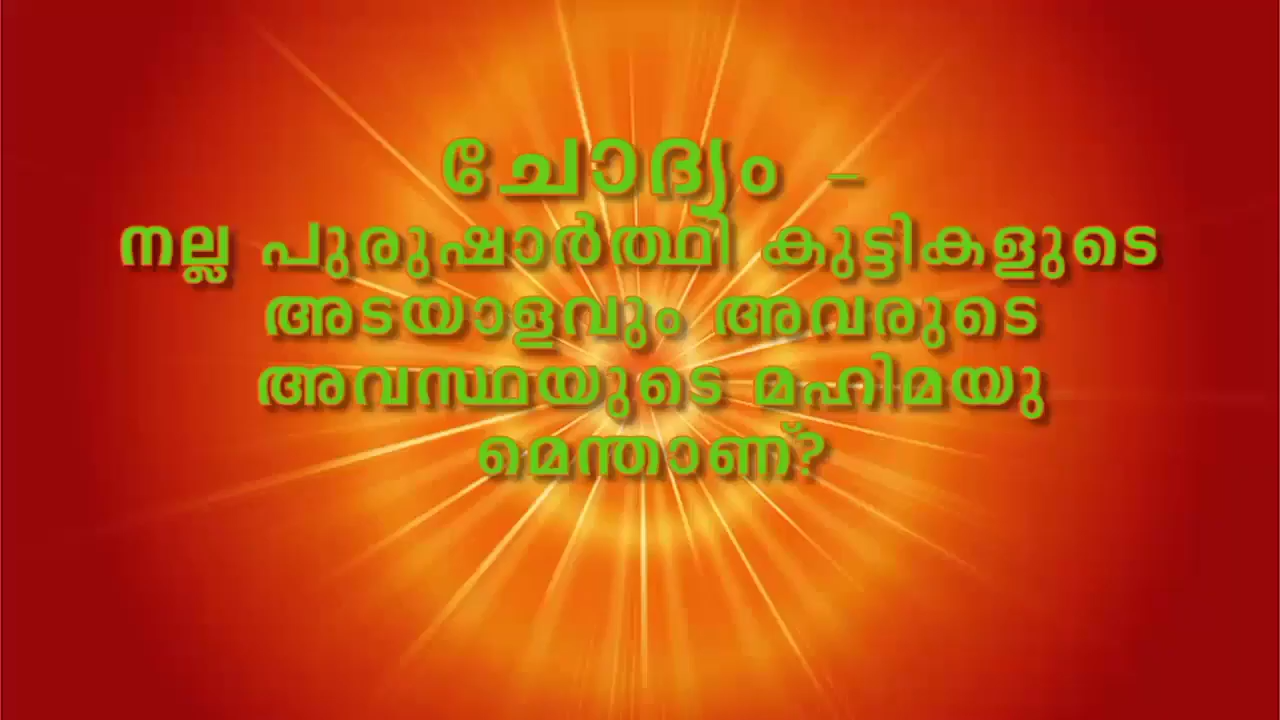 ചോദ്യം –
നല്ല പുരുഷാർത്ഥി കുട്ടികളുടെ
അടയാളവും അവരുടെ
അവസ്ഥയുടെ മഹിമയു
മെന്താണ്?